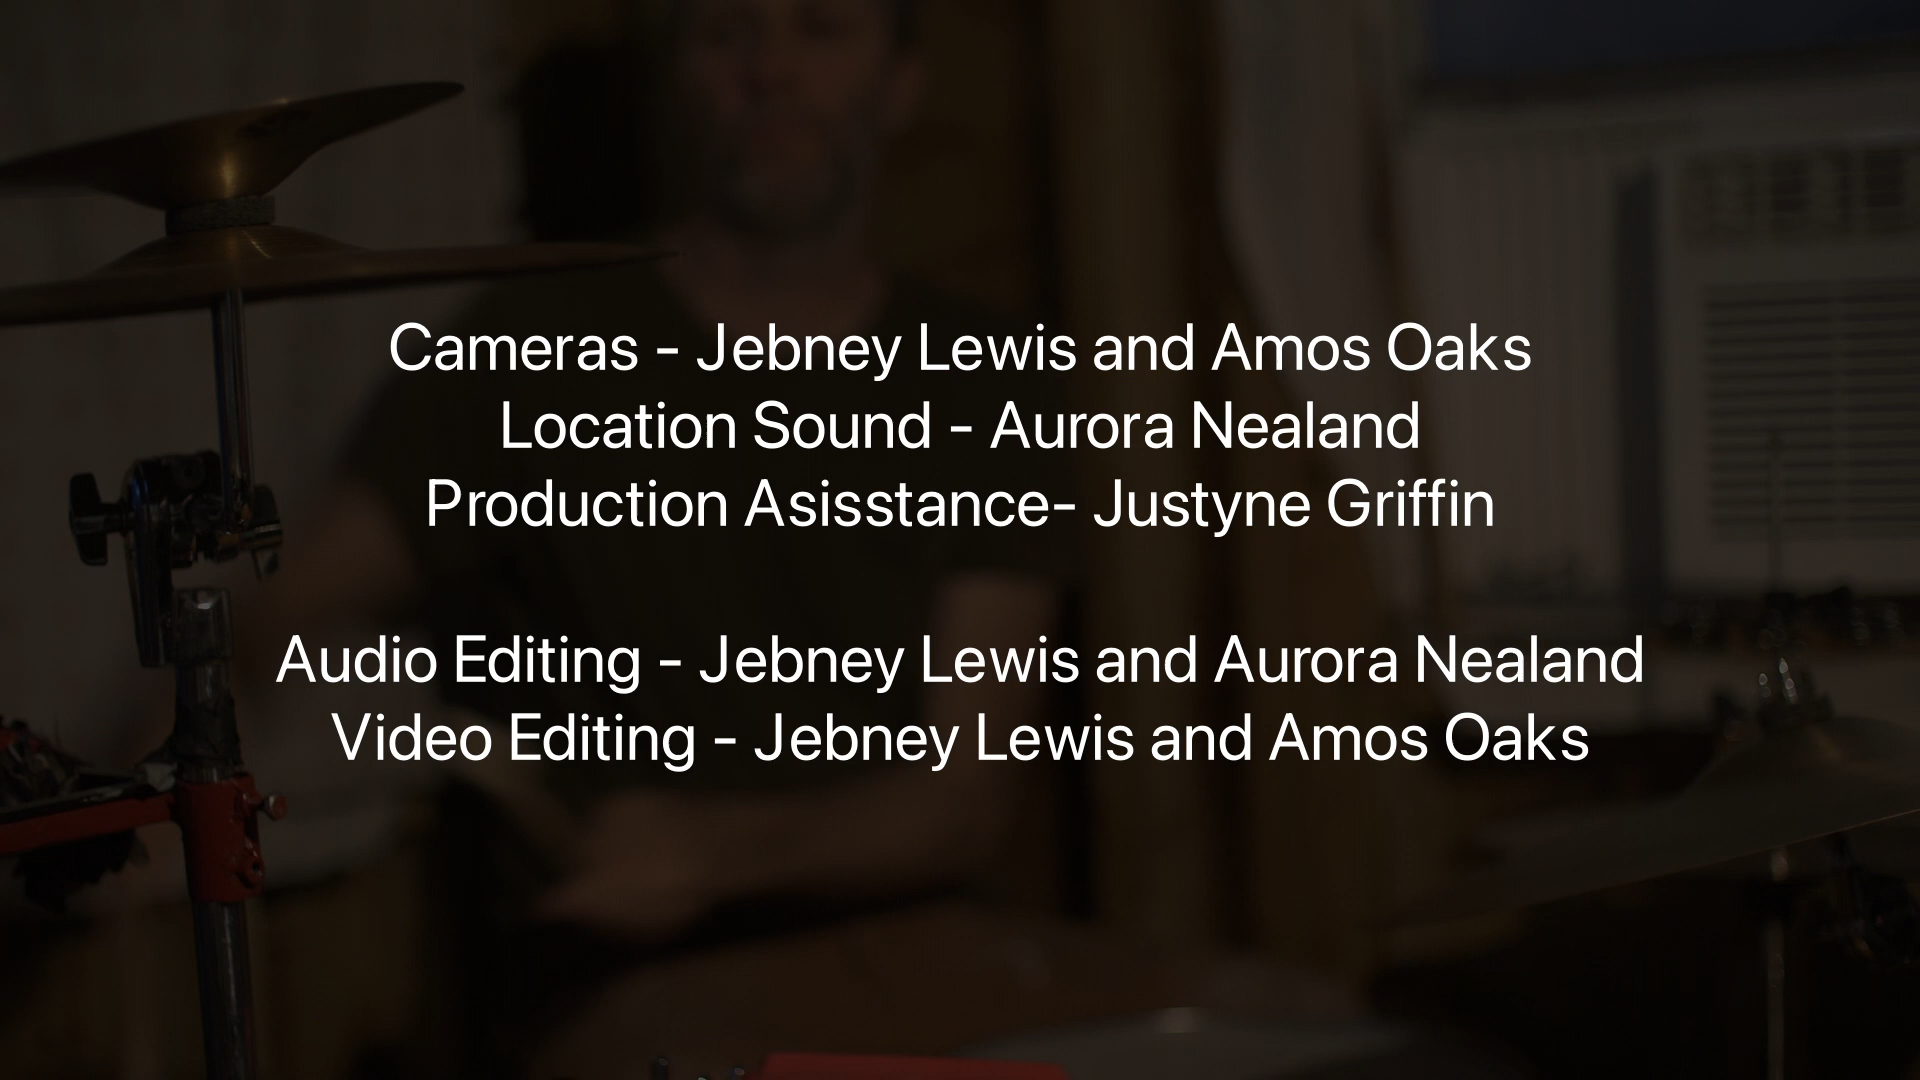 Cameras - Jebney Lewis and Amos Oaks
Location Sound - Aurora Nealand
Production Asisstance- Justyne Griffin
Audio Editing - Jebney Lewis and Aurora Nealand
Video Editing - Jebney Lewis and Amos Oaks